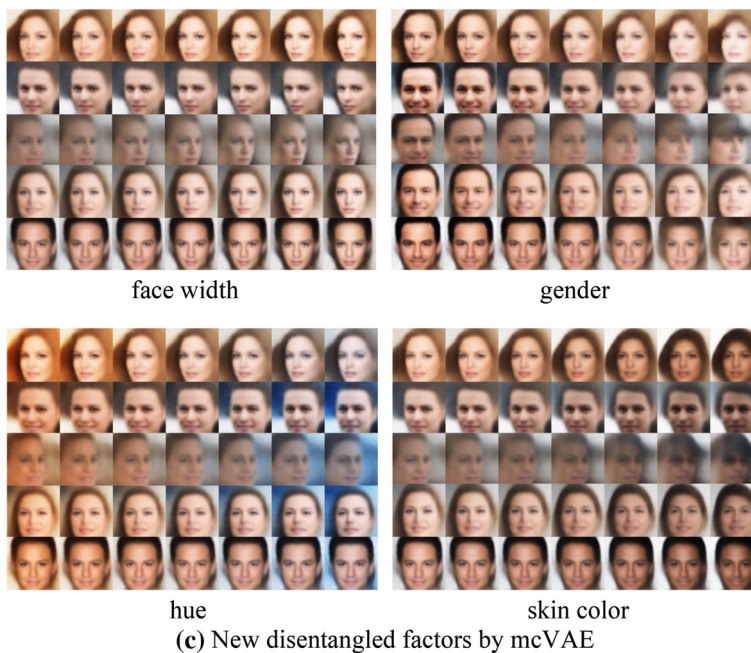 face width
gender
hue
skin color
(c) New disentangled factors by mcVAE